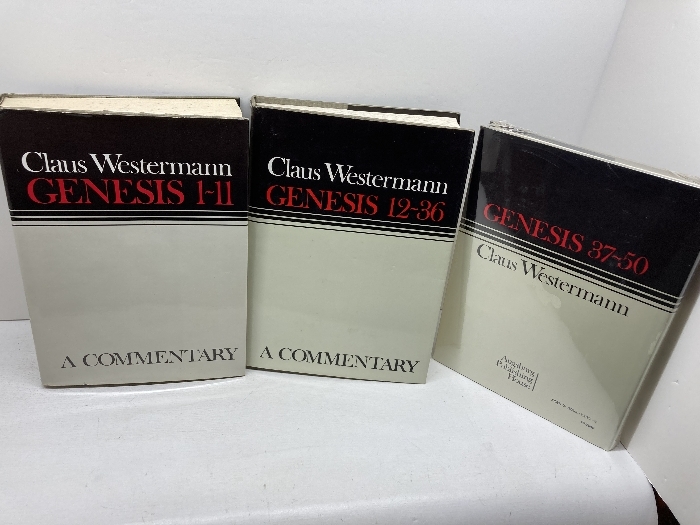 Claus Westermann
GENESIS 1-11
A COMMENTARY
Claus Westermann
GENESIS 12-36
A COMMENTARY
GENESIS 37-50
Claus Westermann
Augsburg
Publishing
House